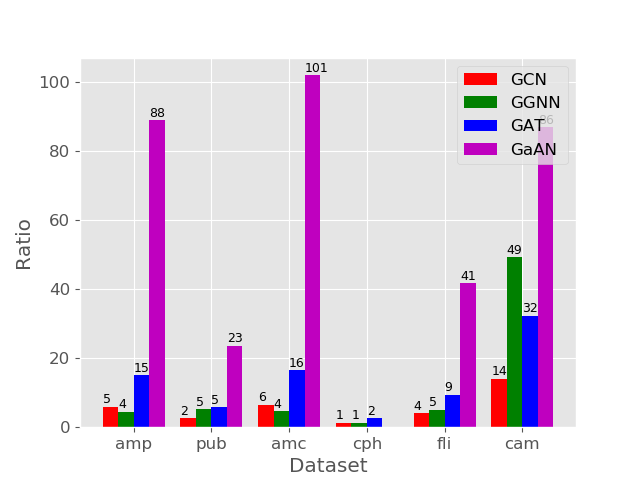 GCN
GGNN
GAT
GaAN
Ratio
100
80
60
40
20
0
5 4 15 88
2 5 5 23
6 4 16 101
1 1 2
4 5 9 41
14 49 32 86
amp pub amc cph fli cam
Dataset